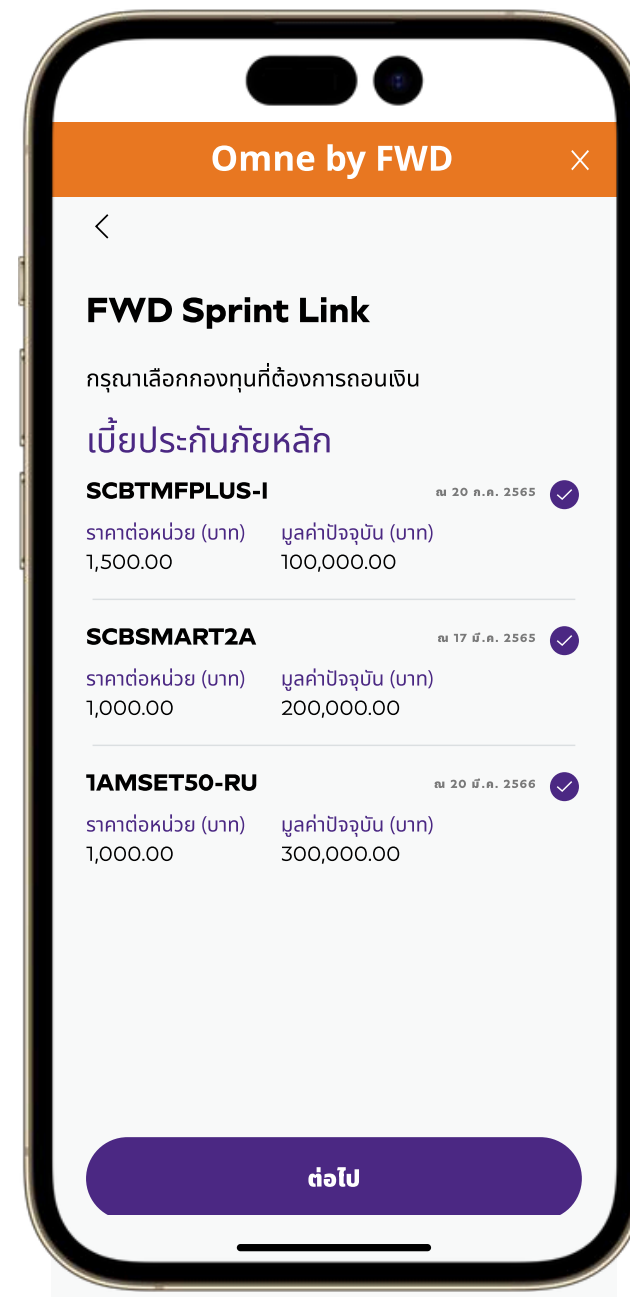 Omne by FWD
FWD Sprint Link
กรุณาเลือกกองทุนที่ต้องการถอนเงิน
เบี้ยประกันภัยหลัก
SCBTMFPLUS-I ณ 20 ก.ค. 2565
ราคาต่อหน่วย (บาท) มูลค่าปัจจุบัน (บาท)
1,500.00 100,000.00
SCBSMART2A ณ 17 มี.ค. 2565
ราคาต่อหน่วย (บาท) มูลค่าปัจจุบัน (บาท)
1,000.00 200,000.00
1AMSET50-RU ณ 20 มี.ค. 2566
ราคาต่อหน่วย (บาท) มูลค่าปัจจุบัน (บาท)
1,000.00 300,000.00
ต่อไป